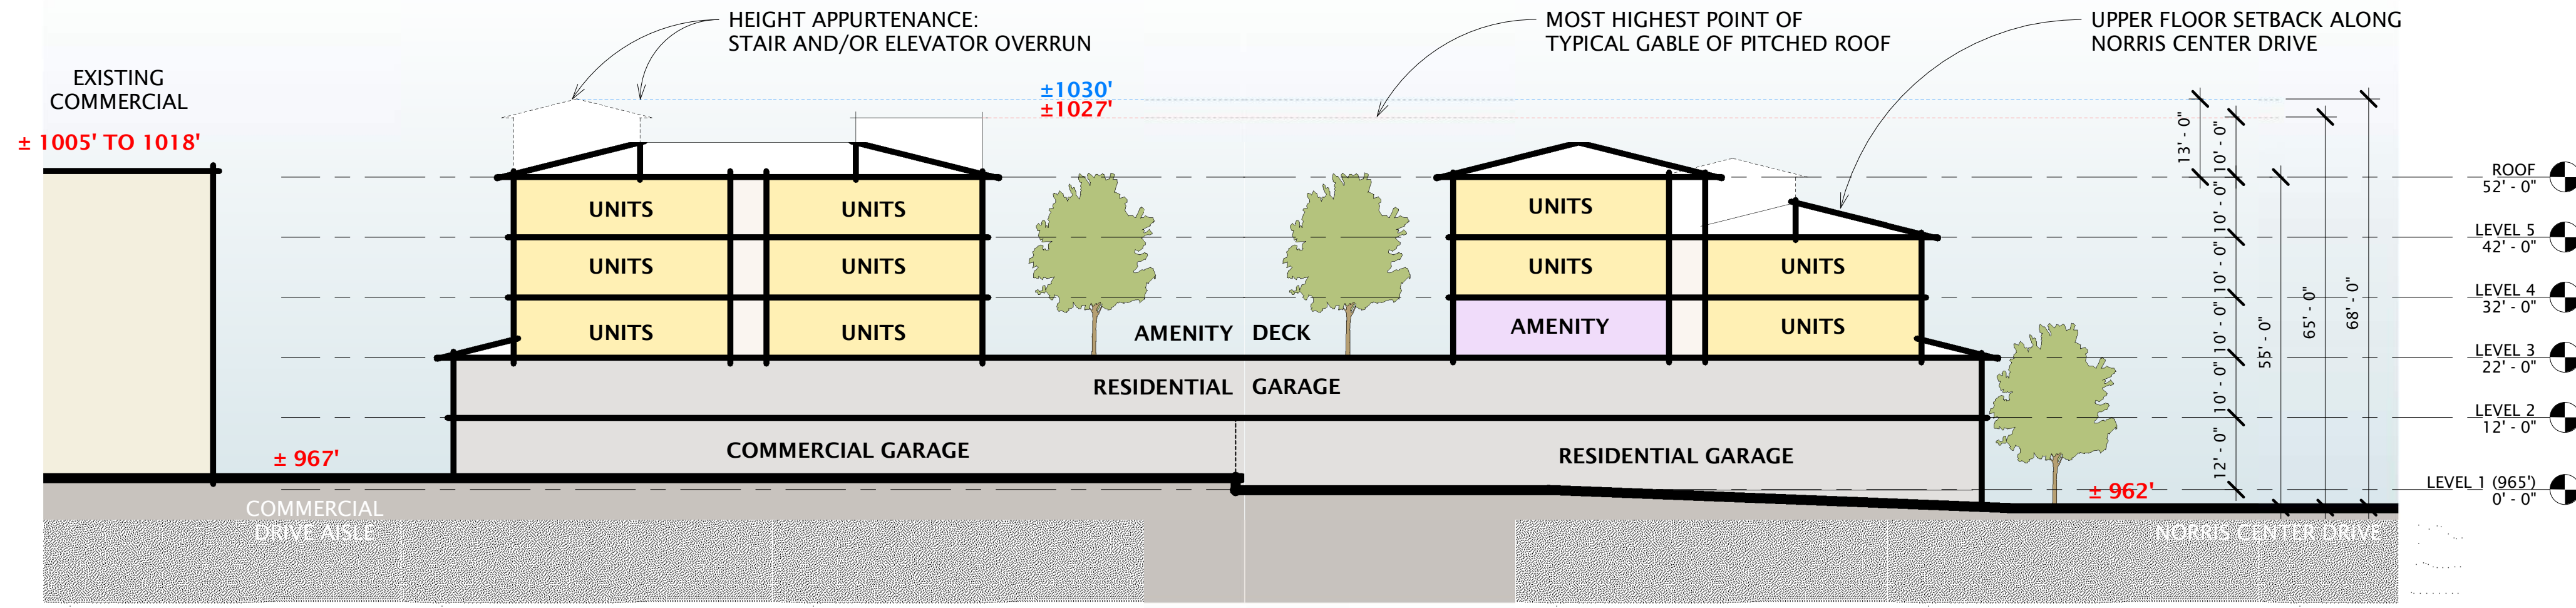 HEIGHT APPURTENANCE:
STAIR AND/OR ELEVATOR OVERRUN
MOST HIGHEST POINT OF
TYPICAL GABLE OF PITCHED ROOF
UPPER FLOOR SETBACK ALONG
NORRIS CENTER DRIVE
EXISTING
COMMERCIAL
± 1005' TO 1018'
±1030'
±1027'
13' - 0"
10' - 0"
ROOF
52' - 0"
UNITS
UNITS
UNITS
10' - 0"
LEVEL 5
42' - 0"
UNITS
UNITS
UNITS
UNITS
10' - 0"
LEVEL 4
32' - 0"
UNITS
UNITS
AMENITY DECK
AMENITY
UNITS
10' - 0"
55' - 0"
65' - 0"
68' - 0"
LEVEL 3
22' - 0"
RESIDENTIAL GARAGE
10' - 0"
LEVEL 2
12' - 0"
COMMERCIAL GARAGE
RESIDENTIAL GARAGE
12' - 0"
± 967'
± 962'
LEVEL 1 (965')
0' - 0"
COMMERCIAL
DRIVE AISLE
NORRIS CENTER DRIVE